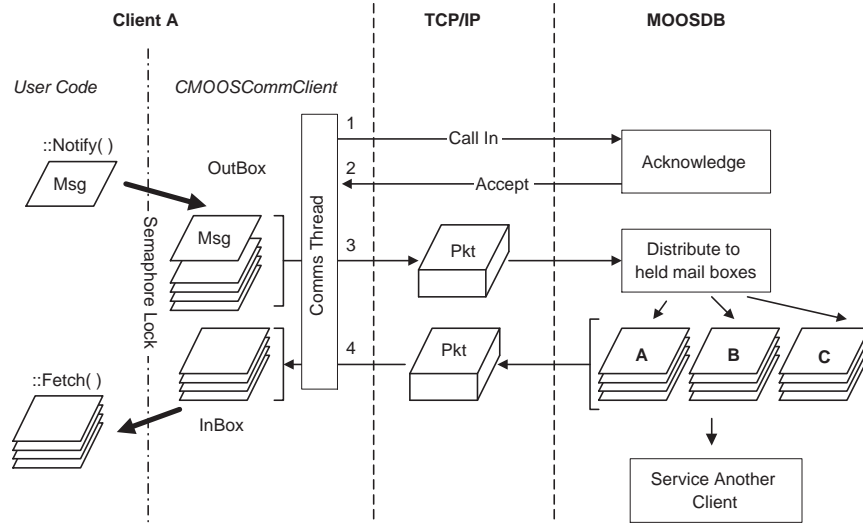 Client A
TCP/IP
MOOSDB
User Code
CMOOSCommClient
::Notify( )
Msg
OutBox
Msg
Semaphore Lock
Comms Thread
1
Call In
Acknowledge
2
Accept
3
Pkt
Distribute to
held mail boxes
4
Pkt
A
B
C
::Fetch( )
InBox
Service Another
Client